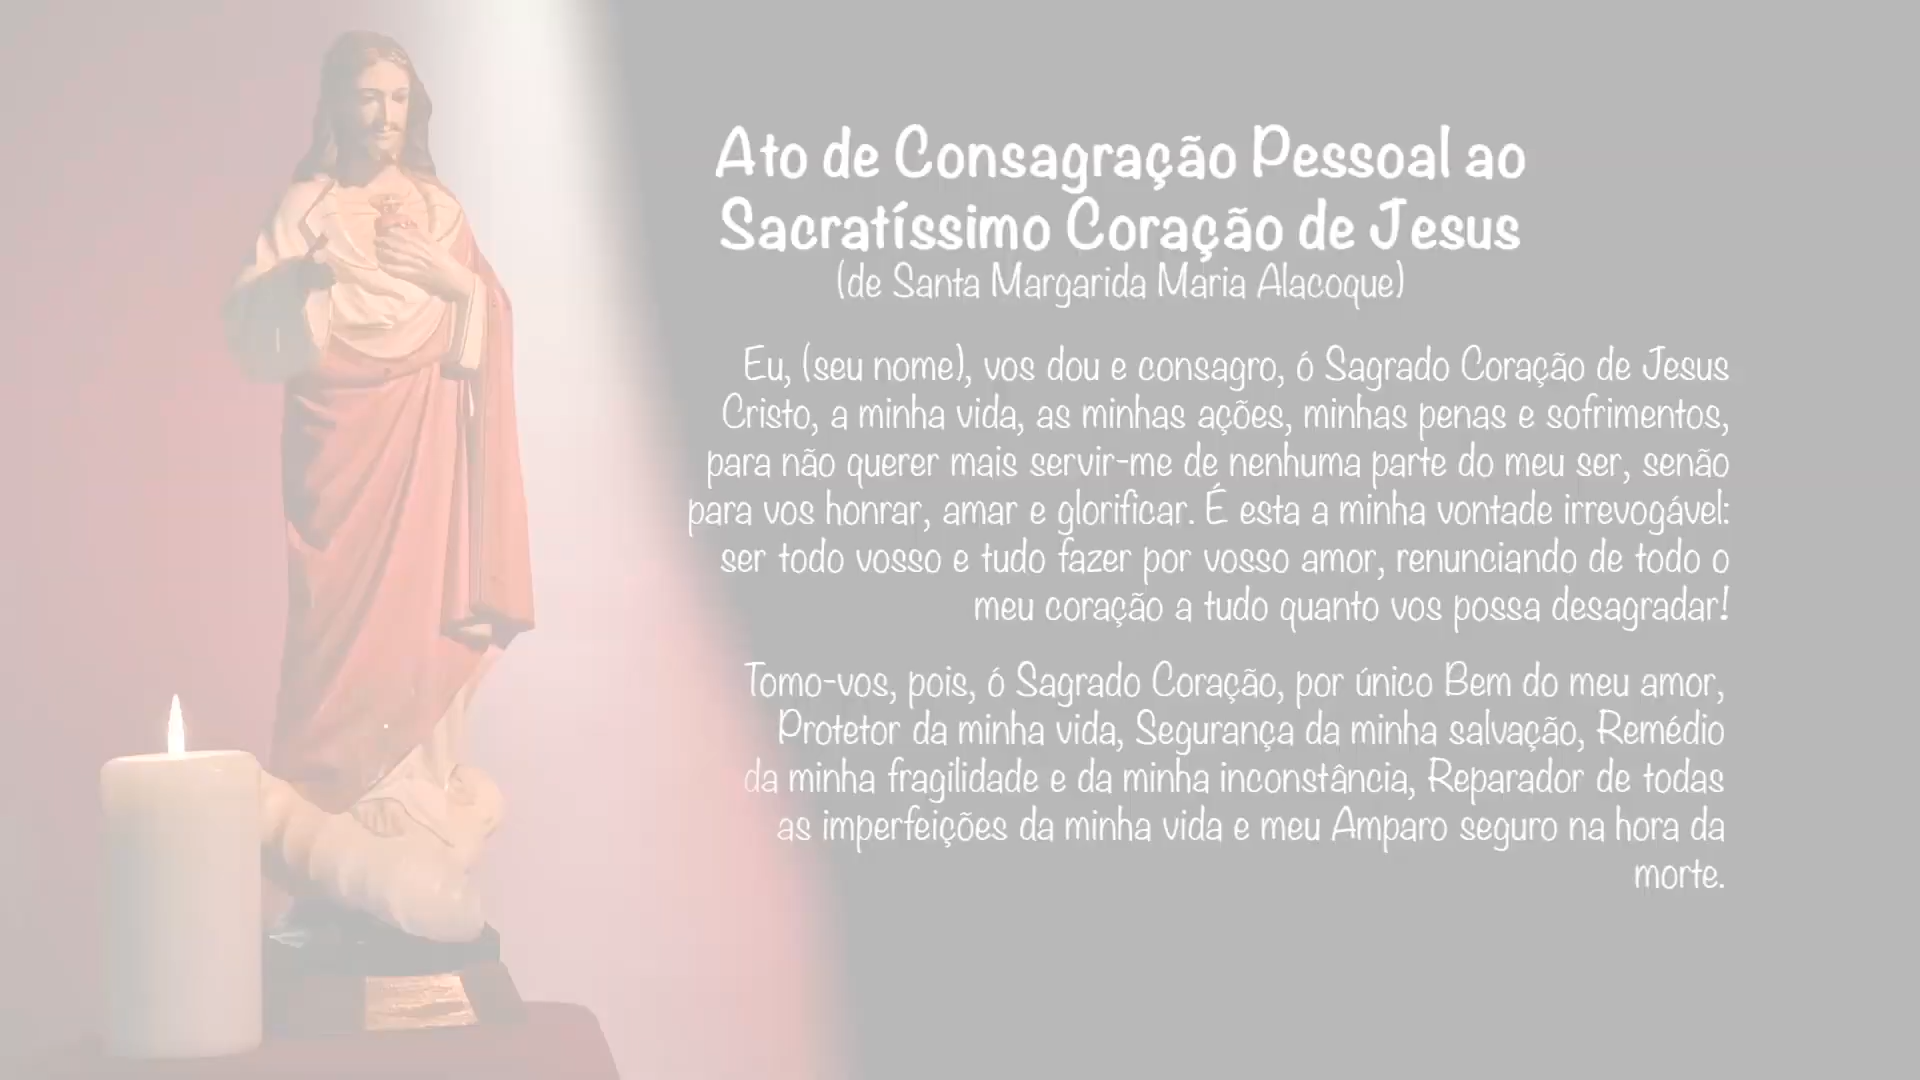 Ato de Consagração Pessoal ao
Sacratíssimo Coração de Jesus
(de Santa Margarida Maria Alacoque)
Eu, (seu nome), vos dou e consagro, ó Sagrado Coração de Jesus
Cristo, a minha vida, as minhas ações, minhas penas e sofrimentos,
para não querer mais servir-me de nenhuma parte do meu ser, senão
para vos honrar, amar e glorificar. É esta a minha vontade irrevogável:
ser todo vosso e tudo fazer por vosso amor, renunciando de todo o
meu coração a tudo quanto vos possa desagradar!
Tomo-vos, pois, ó Sagrado Coração, por único Bem do meu amor,
Protetor da minha vida, Segurança da minha salvação, Remédio
da minha fragilidade e da minha inconstância, Reparador de todas
as imperfeições da minha vida e meu Amparo seguro na hora da
morte.